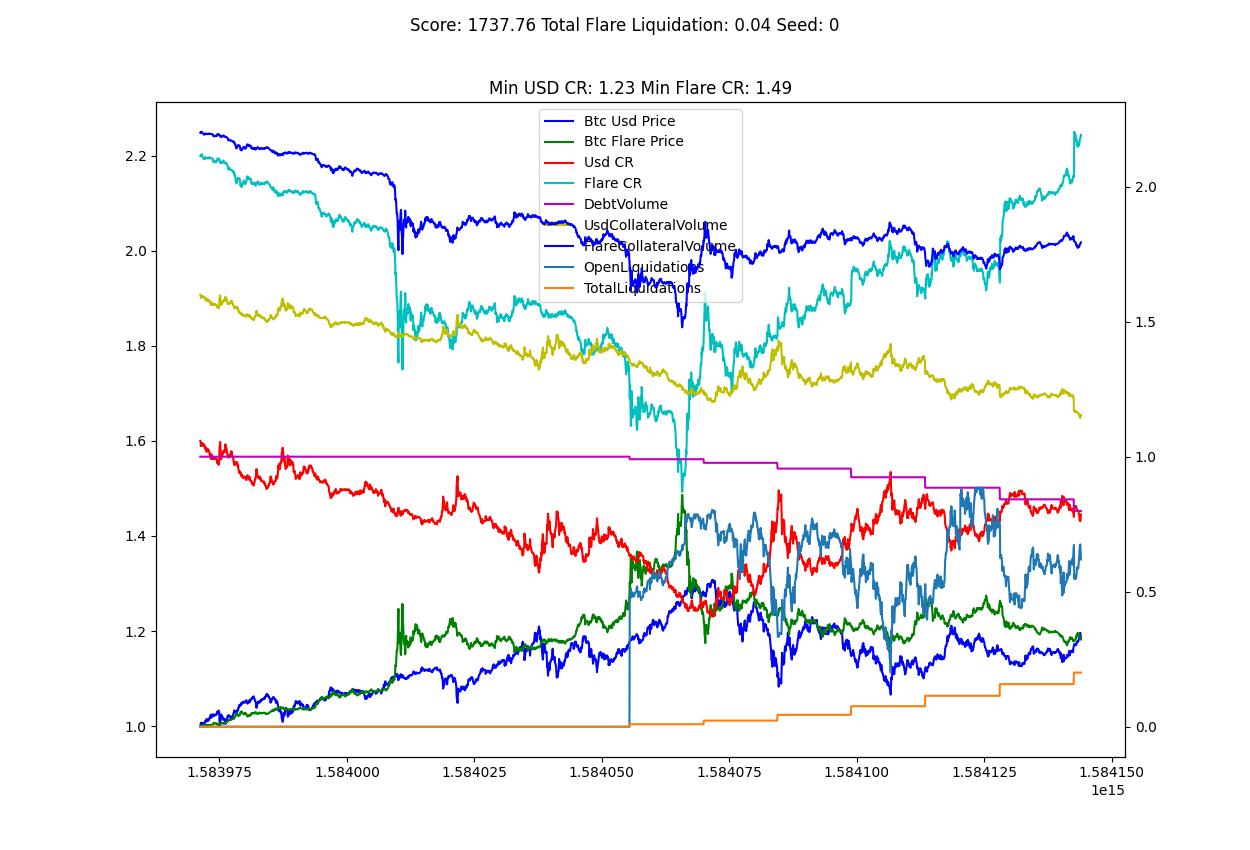 Score: 1737.76 Total Flare Liquidation: 0.04 Seed: 0
Min USD CR: 1.23 Min Flare CR: 1.49
Btc Usd Price
Btc Flare Price
Usd CR
Flare CR
DebtVolume
UsdCollateralVolume
FlareCollateralVolume
OpenLiquidations
TotalLiquidations
2.2
2.0
1.8
1.6
1.4
1.2
1.0
2.0
1.5
1.0
0.5
0.0
1.583975 1.584000 1.584025 1.584050 1.584075 1.584100 1.584125 1.584150
1e15